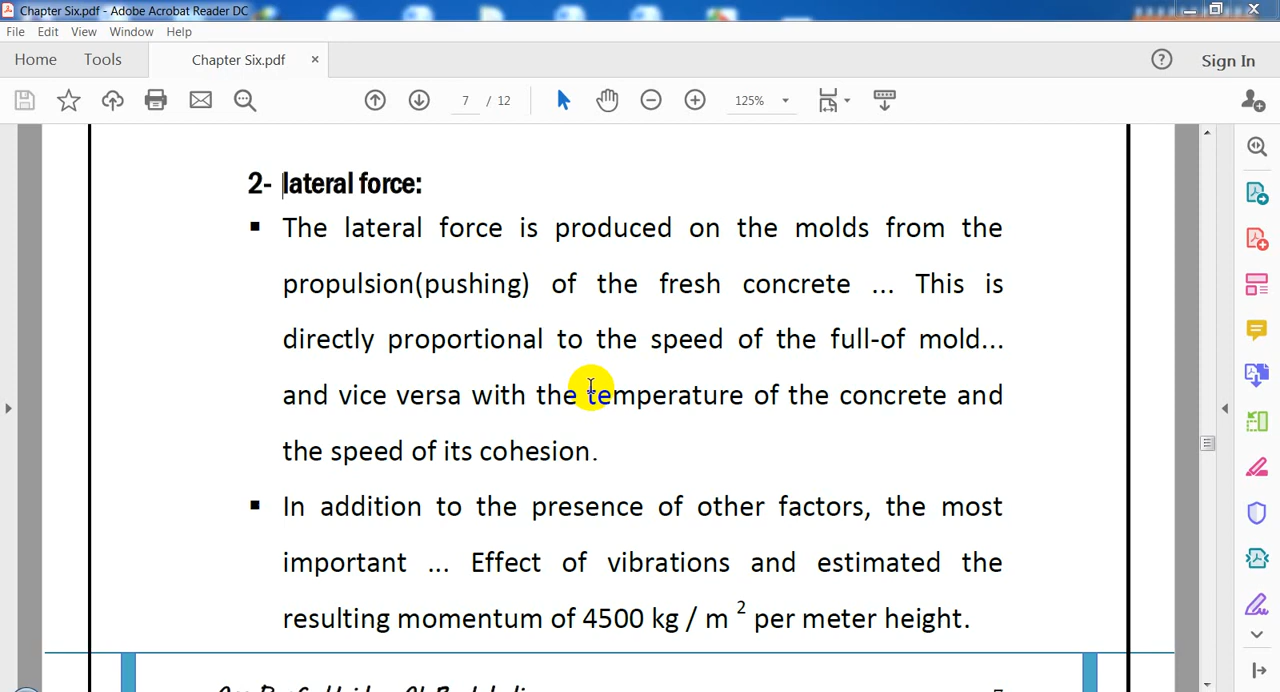 Chapter Six.pdf - Adobe Acrobat Reader DC
File Edit View Window Help
Home Tools Chapter Six.pdf × Sign In
7 / 12 125%
2- lateral force:
▪ The lateral force is produced on the molds from the
propulsion(pushing) of the fresh concrete ... This is
directly proportional to the speed of the full-of mold...
and vice versa with the temperature of the concrete and
the speed of its cohesion.
▪ In addition to the presence of other factors, the most
important ... Effect of vibrations and estimated the
resulting momentum of 4500 kg / m 2 per meter height.